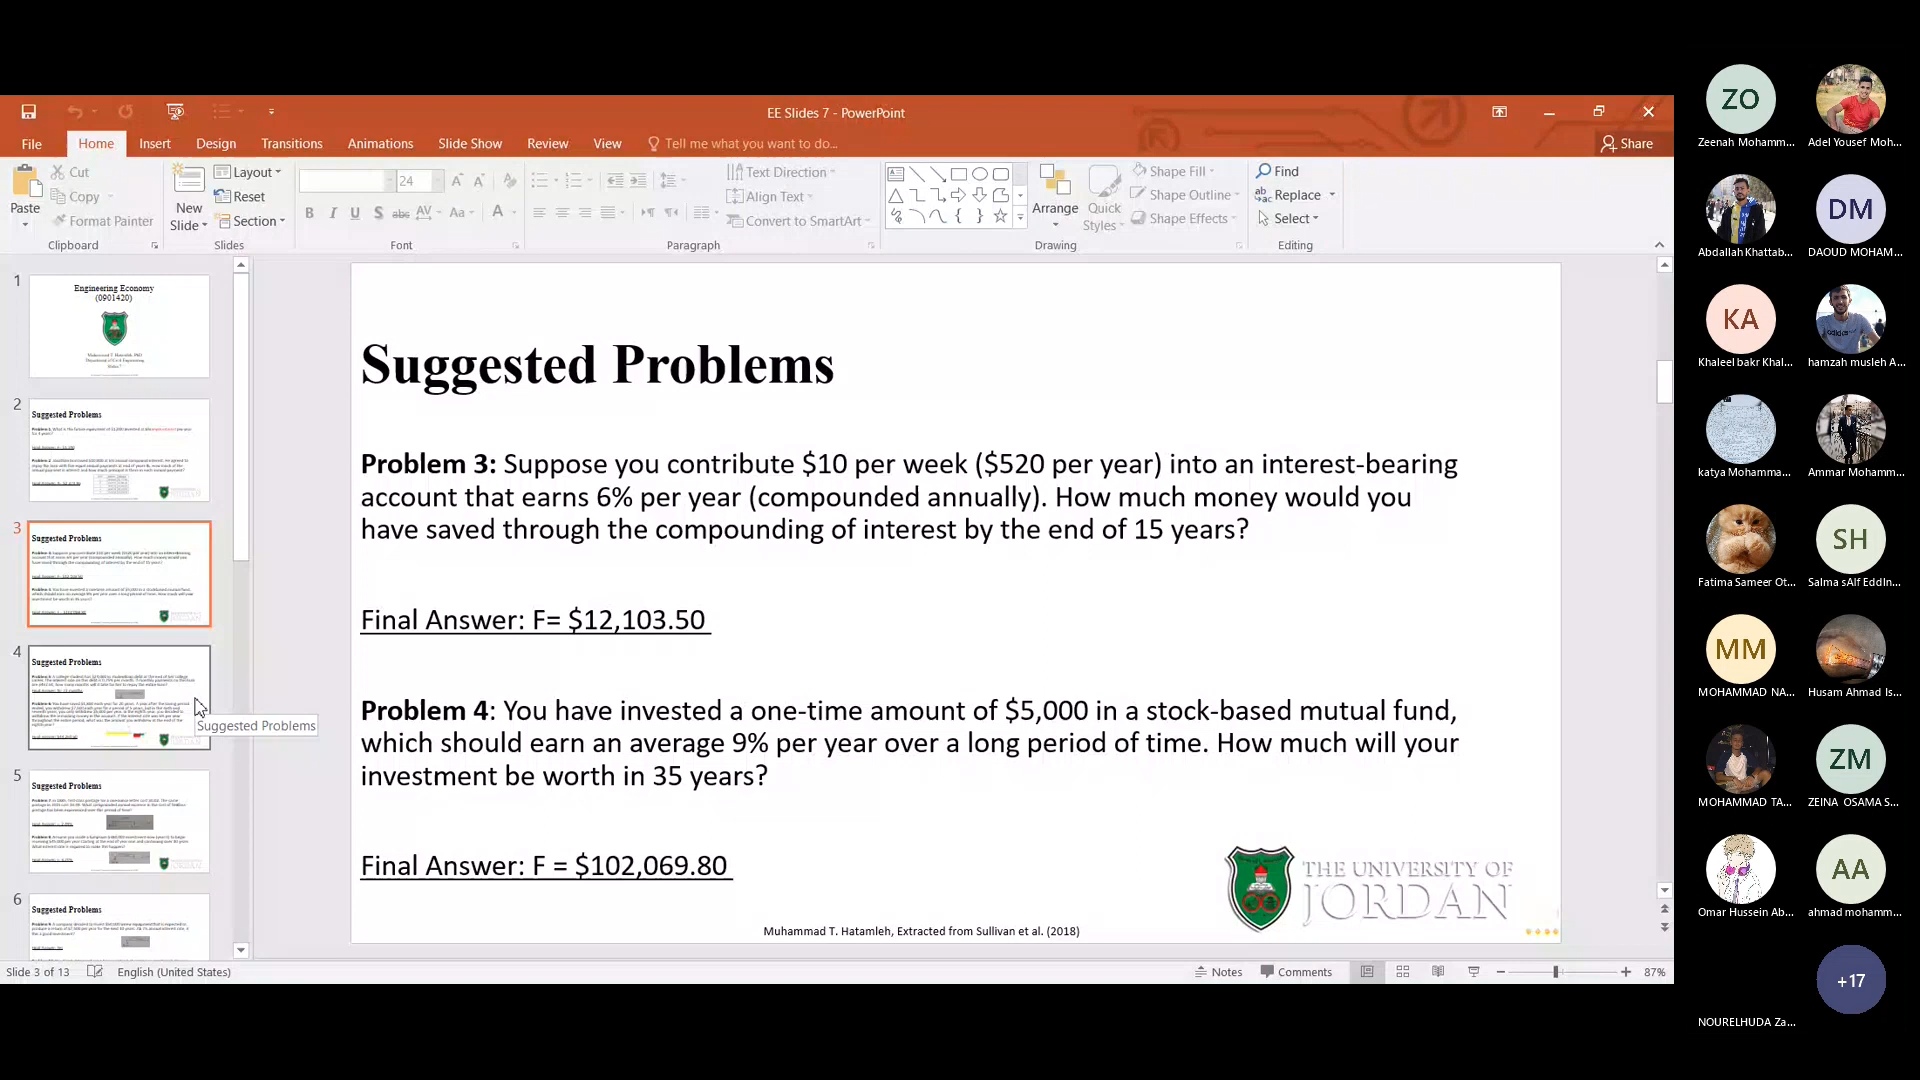 EE Slides 7 - PowerPoint
File Home Insert Design Transitions Animations Slide Show Review View Tell me what you want to do... Share
Paste
Cut
Copy
Format Painter
Clipboard
New
Slide
Layout
Reset
Section
Slides
24
Font
Text Direction
Align Text
Convert to SmartArt
Paragraph
Arrange
Quick
Styles
Shape Fill
Shape Outline
Shape Effects
Drawing
Find
Replace
Select
Editing
1
Engineering Economy
(0901420)
2
Suggested Problems
3
Suggested Problems
4
Suggested Problems
Suggested Problems
5
Suggested Problems
6
Suggested Problems
Suggested Problems
Problem 3: Suppose you contribute $10 per week ($520 per year) into an interest-bearing
account that earns 6% per year (compounded annually). How much money would you
have saved through the compounding of interest by the end of 15 years?
Final Answer: F= $12,103.50
Problem 4: You have invested a one-time amount of $5,000 in a stock-based mutual fund,
which should earn an average 9% per year over a long period of time. How much will your
investment be worth in 35 years?
Final Answer: F = $102,069.80
THE UNIVERSITY OF
JORDAN
Muhammad T. Hatamleh, Extracted from Sullivan et al. (2018)
Slide 3 of 13 English (United States) Notes Comments 87%
ZO
Zeenah Mohamm... Adel Yousef Moh...
DM
Abdallah Khattab... DAOUD MOHAM...
KA
Khaleel bakr Khal... hamzah musleh A...
katya Mohamma... Ammar Mohamm...
SH
Fatima Sameer Ot... Salma sAlf EddIn...
MM
MOHAMMAD NA... Husam Ahmad Is...
ZM
MOHAMMAD TA... ZEINA OSAMA S...
AA
Omar Hussein Ab... ahmad mohamm...
+17
NOURELHUDA Za...